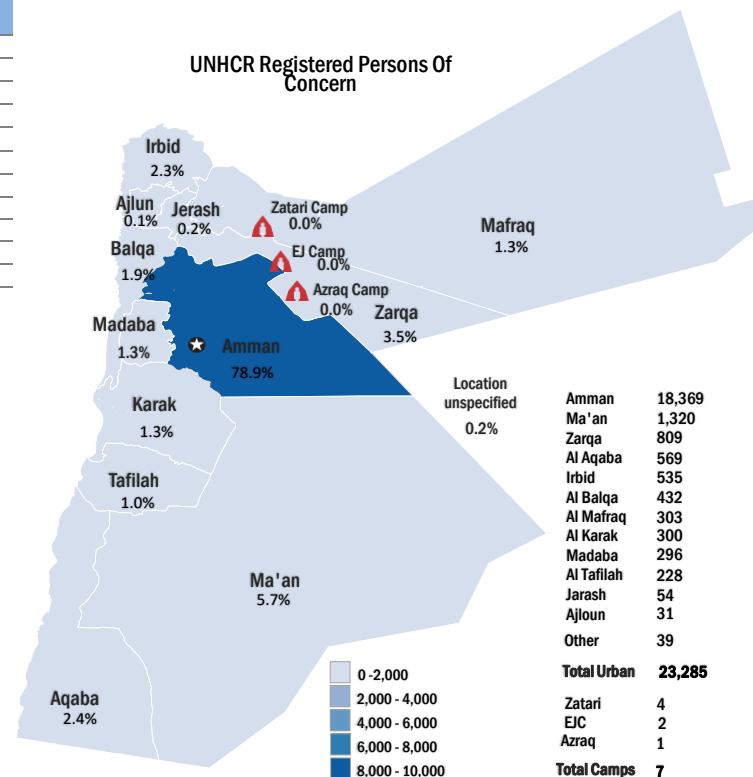 UNHCR Registered Persons Of
Concern
Irbid
2.3%
Ajlun
0.1%
Jerash
0.2%
Zatari Camp
0.0%
Mafraq
1.3%
Balqa
1.9%
EJ Camp
0.0%
Azraq Camp
0.0%
Zarqa
3.5%
Madaba
1.3%
Amman
78.9%
Karak
1.3%
Location
unspecified
0.2%
Tafilah
1.0%
Ma'an
5.7%
Aqaba
2.4%
0 -2,000
2,000 - 4,000
4,000 - 6,000
6,000 - 8,000
8,000 - 10,000
Amman 18,369
Ma'an 1,320
Zarqa 809
Al Aqaba 569
Irbid 535
Al Balqa 432
Al Mafraq 303
Al Karak 300
Madaba 296
Al Tafilah 228
Jarash 54
Ajloun 31
Other 39
Total Urban 23,285
Zatari 4
EJC 2
Azraq 1
Total Camps 7